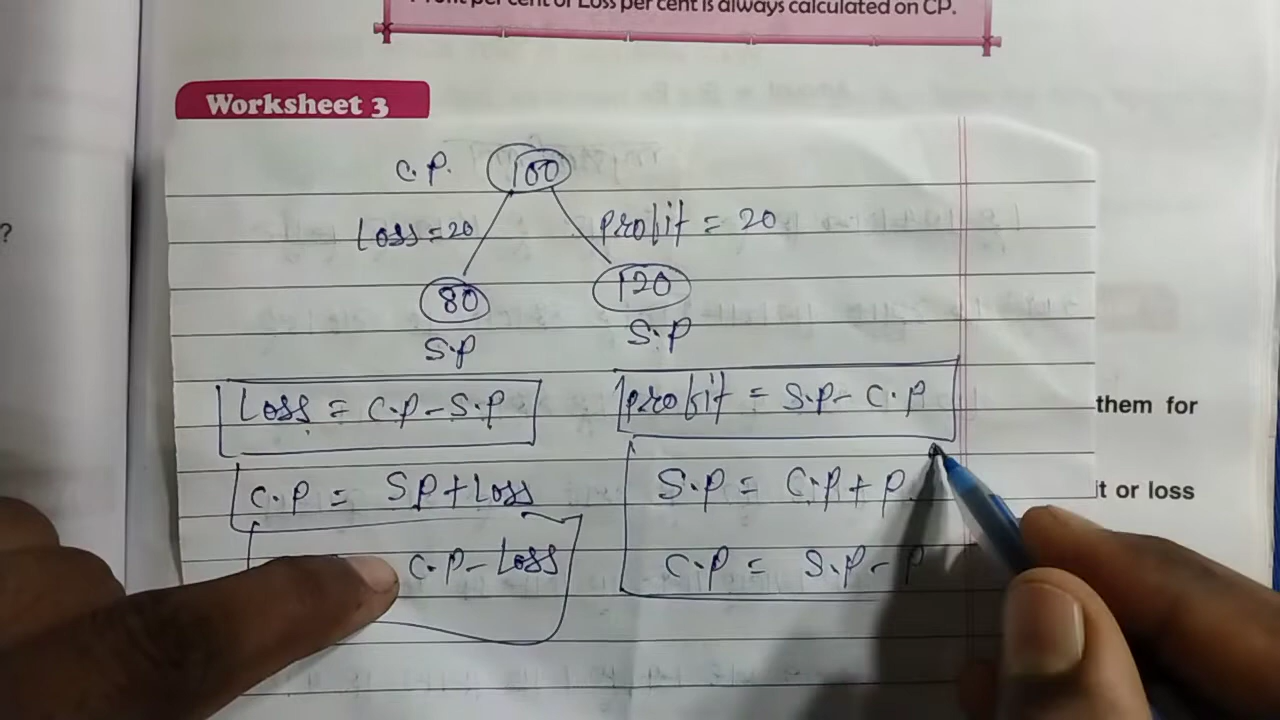 Profit per cent or Loss per cent is always calculated on CP.
Worksheet 3
C.P. 100
Loss = 20
Profit = 20
?
80
120
S.P
S.P
Loss = C.P - S.P
Profit = S.P - C.P
them for
C.P = SP + Loss
S.P = C.P + P
it or loss
C.P - Loss
C.P = S.P - P